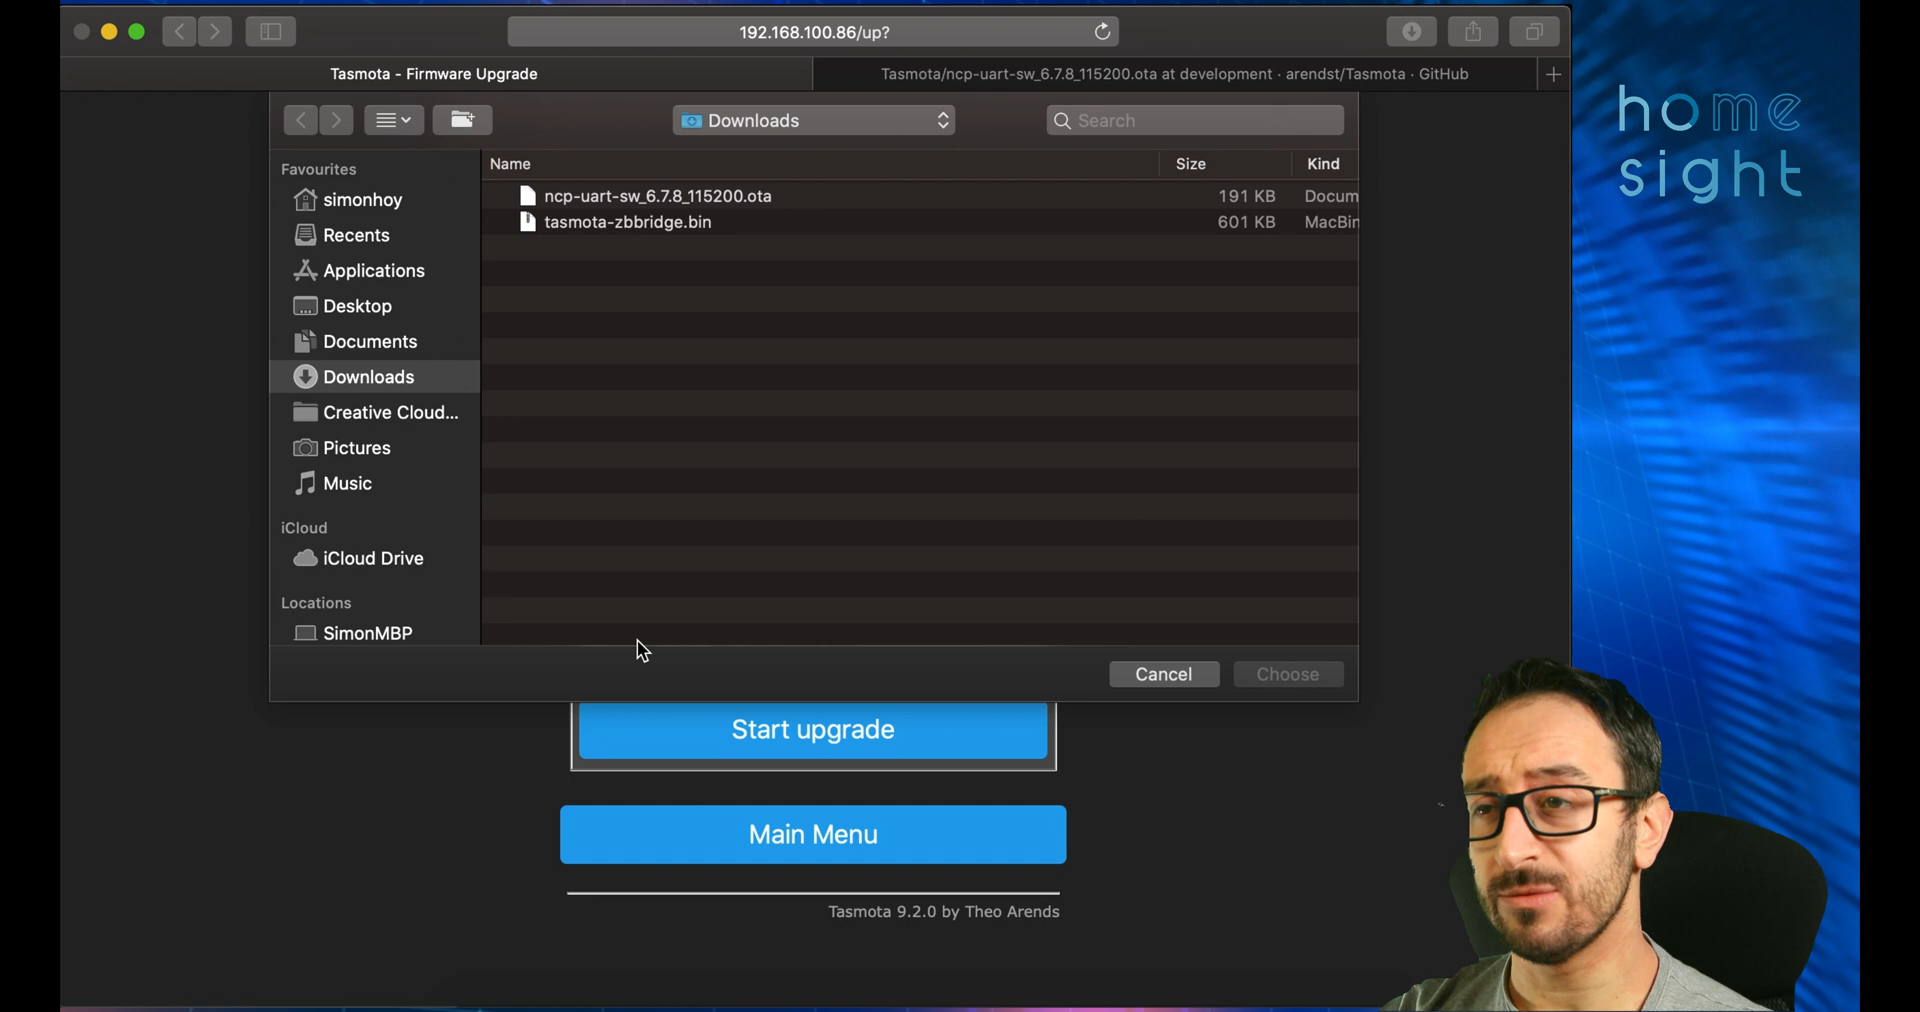 192.168.100.86/up?
Tasmota - Firmware Upgrade
Tasmota/ncp-uart-sw_6.7.8_115200.ota at development · arendst/Tasmota · GitHub
home
sight
Downloads
Search
Favourites
simonhoy
Recents
Applications
Desktop
Documents
Downloads
Creative Cloud...
Pictures
Music
iCloud
iCloud Drive
Locations
SimonMBP
Name Size Kind
ncp-uart-sw_6.7.8_115200.ota 191 KB Docum
tasmota-zbbridge.bin 601 KB MacBin
Cancel
Choose
Start upgrade
Main Menu
Tasmota 9.2.0 by Theo Arends